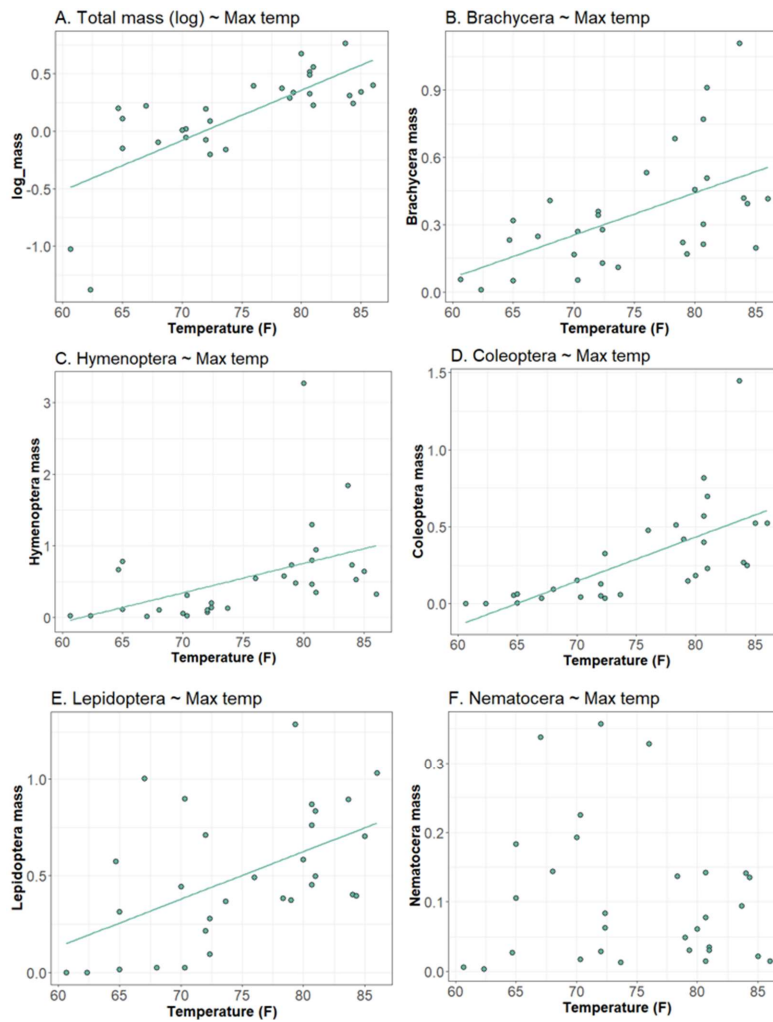 A. Total mass (log) ~ Max temp
log_mass
0.5
0.0
-0.5
-1.0
60 65 70 75 80 85
Temperature (F)
B. Brachycera ~ Max temp
Brachycera mass
0.9
0.6
0.3
0.0
60 65 70 75 80 85
Temperature (F)
C. Hymenoptera ~ Max temp
Hymenoptera mass
3
2
1
0
60 65 70 75 80 85
Temperature (F)
D. Coleoptera ~ Max temp
Coleoptera mass
1.5
1.0
0.5
0.0
60 65 70 75 80 85
Temperature (F)
E. Lepidoptera ~ Max temp
Lepidoptera mass
1.0
0.5
0.0
60 65 70 75 80 85
Temperature (F)
F. Nematocera ~ Max temp
Nematocera mass
0.3
0.2
0.1
0.0
60 65 70 75 80 85
Temperature (F)